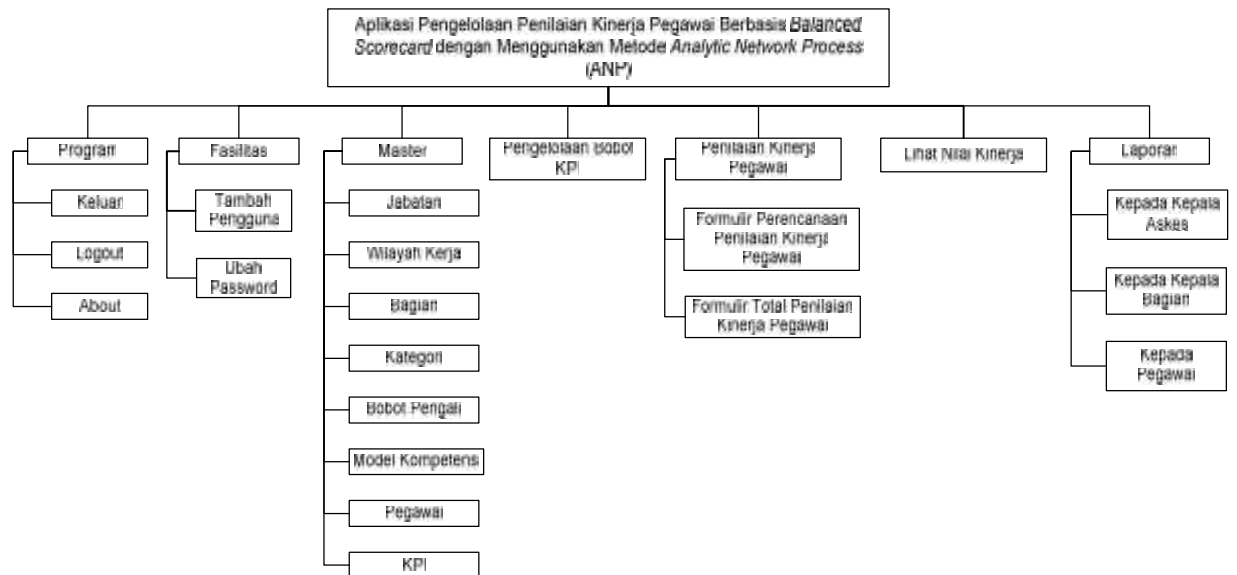 Aplikasi Pengelolaan Penilaian Kinerja Pegawai Berbasis Balanced
Scorecard dengan Menggunakan Metode Analytic Network Process
(ANP)
Program
Keluar
Logout
About
Fasilitas
Tambah
Pengguna
Ubah
Password
Master
Jabatan
Wilayah Kerja
Bagian
Kategori
Bobot Pengali
Model Kompetensi
Pegawai
KPI
Pengelolaan Bobot
KPI
Penilaian Kinerja
Pegawai
Formulir Perencanaan
Penilaian Kinerja
Pegawai
Formulir Total Penilaian
Kinerja Pegawai
Lihat Nilai Kinerja
Laporan
Kepada Kepala
Askes
Kepada Kepala
Bagian
Kepada
Pegawai